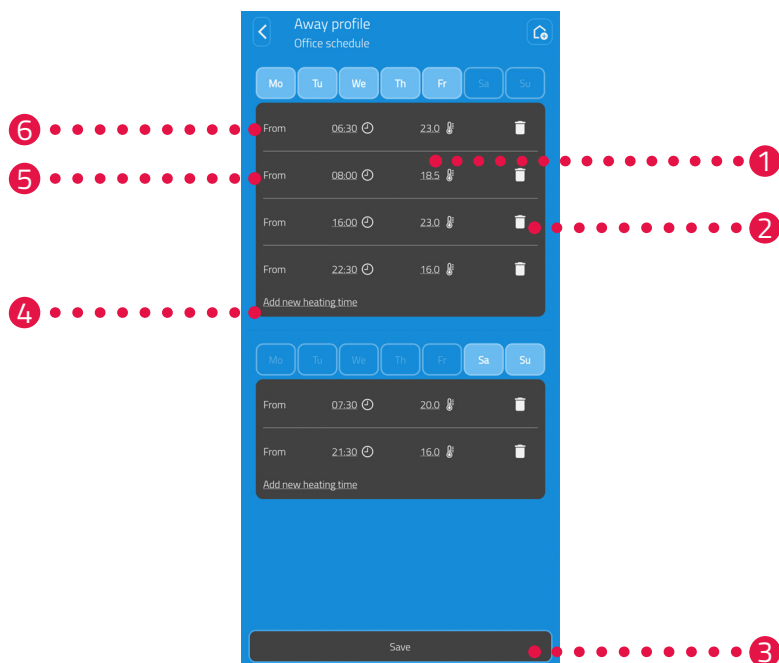 Away profile
Office schedule
Mo Tu We Th Fr Sa Su
6 From 06:30 23.0
1
5 From 08:00 18.5
From 16:00 23.0 2
From 22:30 16.0
4 Add new heating time
Mo Tu We Th Fr Sa Su
From 07:30 20.0
From 21:30 16.0
Add new heating time
Save 3